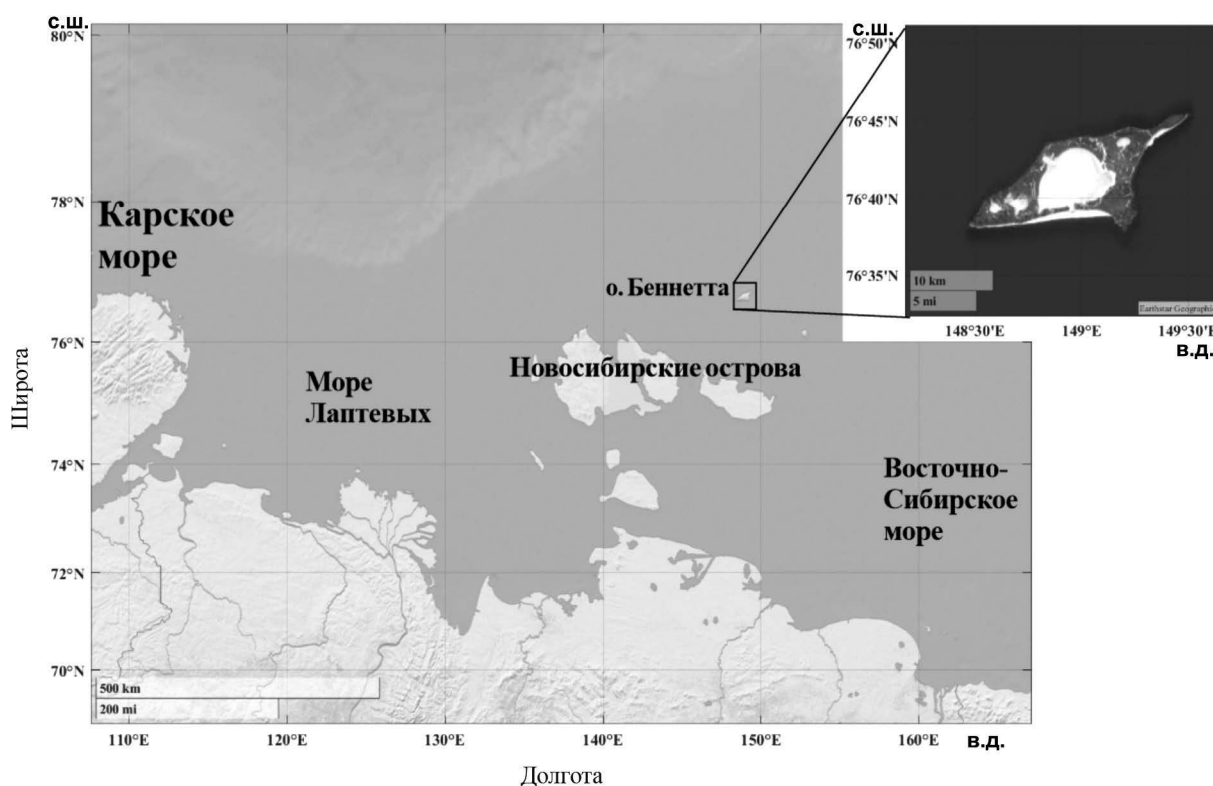 с.ш.
80°N
78°N
76°N
74°N
72°N
70°N
Широта
Карское
море
Море
Лаптевых
о. Беннетта
Новосибирские острова
Восточно-
Сибирское
море
500 km
200 mi
110°E
120°E
130°E
140°E
150°E
160°E
в.д.
Долгота
с.ш.
76°50'N
76°45'N
76°40'N
76°35'N
10 km
5 mi
Earthstar Geographic
148°30'E
149°E
149°30'E
в.д.